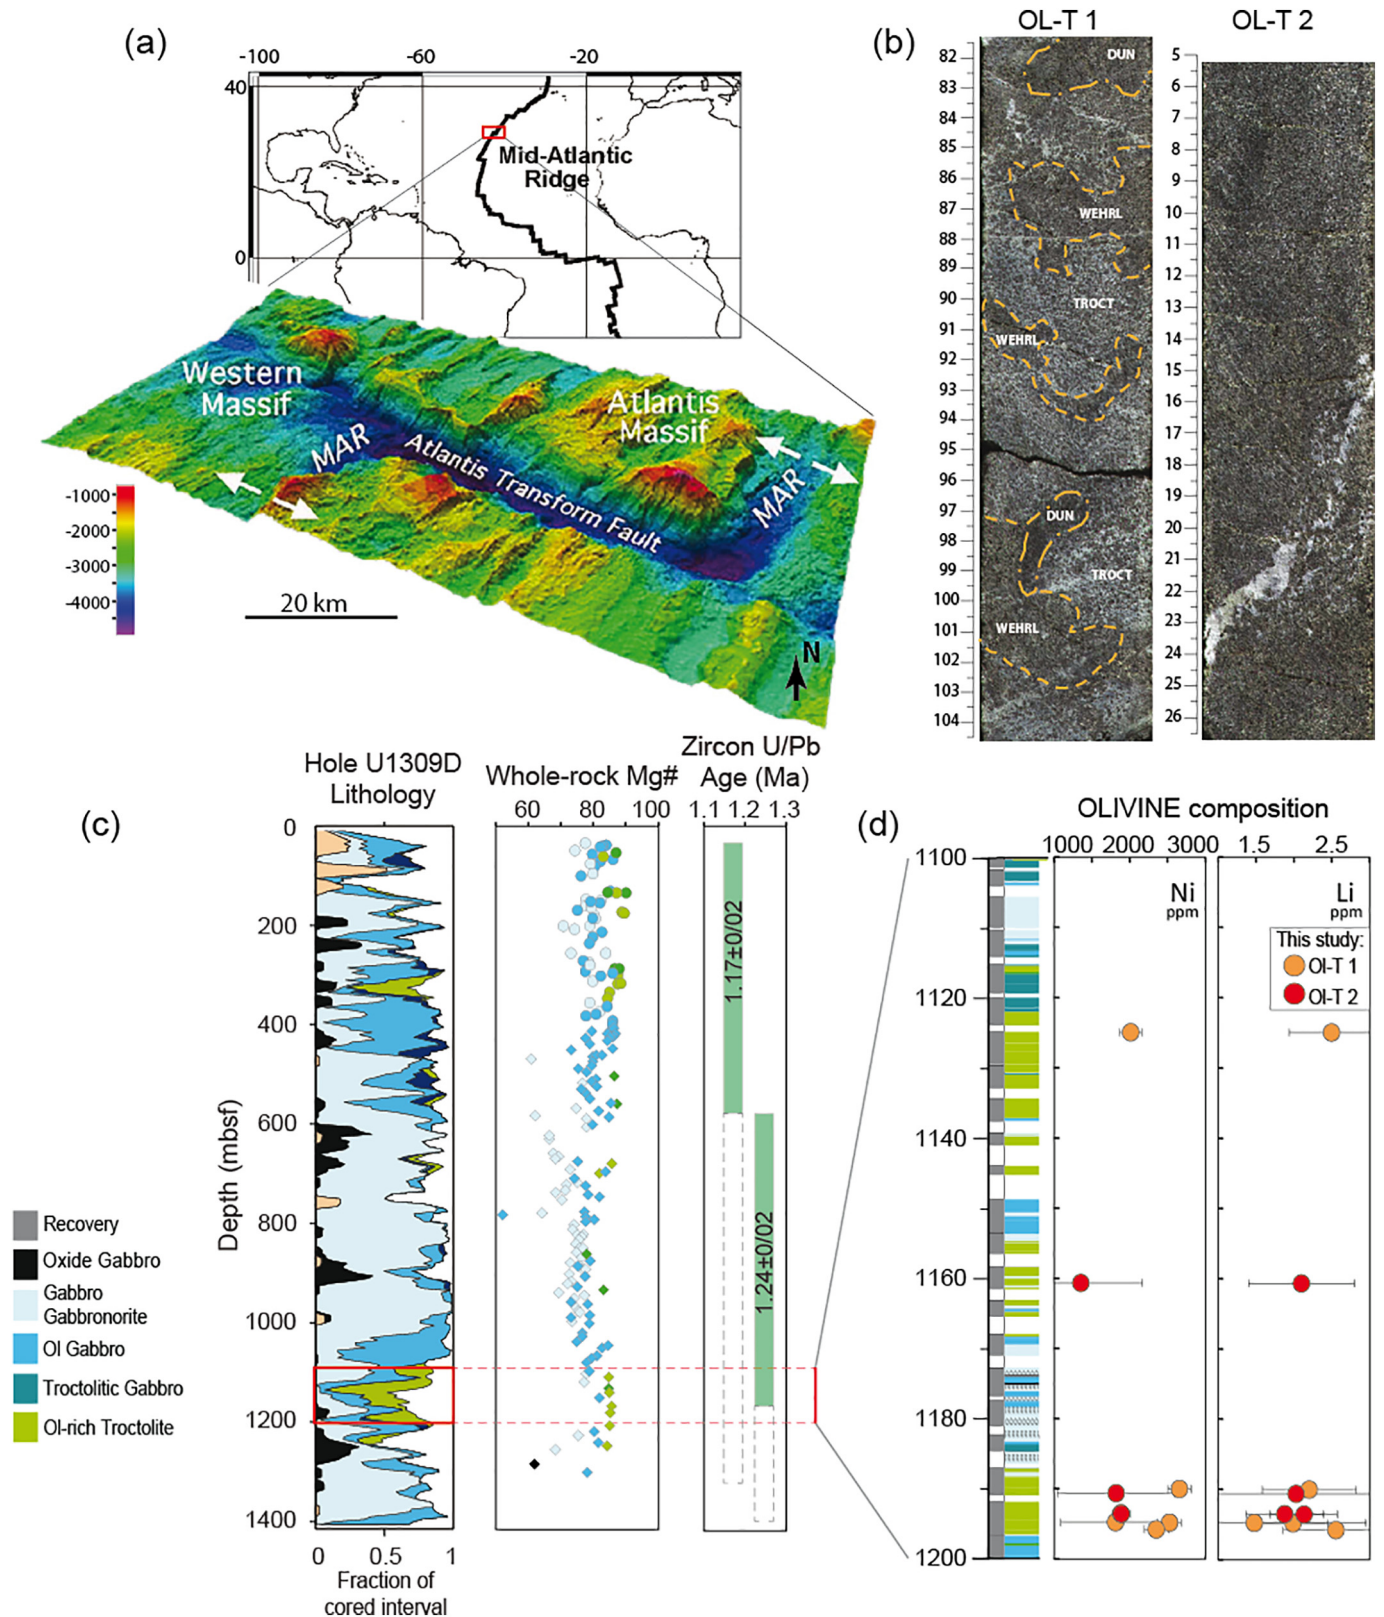 (a)
-100
-60
-20
40
0
Mid-Atlantic
Ridge
Western
Massif
MAR
Atlantis Transform Fault
Atlantis
Massif
MAR
-1000
-2000
-3000
-4000
20 km
N
(b)
OL-T 1
OL-T 2
82
83
84
85
86
87
88
89
90
91
92
93
94
95
96
97
98
99
100
101
102
103
104
DUN
WEHRL
TROCT
WEHRL
DUN
TROCT
WEHRL
5
6
7
8
9
10
11
12
13
14
15
16
17
18
19
20
21
22
23
24
25
26
(c)
Hole U1309D
Lithology
Whole-rock Mg#
60 80 100
Zircon U/Pb
Age (Ma)
1.1 1.2 1.3
Depth (mbsf)
0
200
400
600
800
1000
1200
1400
0 0.5 1
Fraction of
cored interval
1.17±0/02
1.24±0/02
Recovery
Oxide Gabbro
Gabbro
Gabbronorite
Ol Gabbro
Troctolitic Gabbro
Ol-rich Troctolite
(d)
OLIVINE composition
1000 2000 3000
1.5 2.5
Ni
ppm
Li
ppm
This study:
Ol-T 1
Ol-T 2
1100
1120
1140
1160
1180
1200